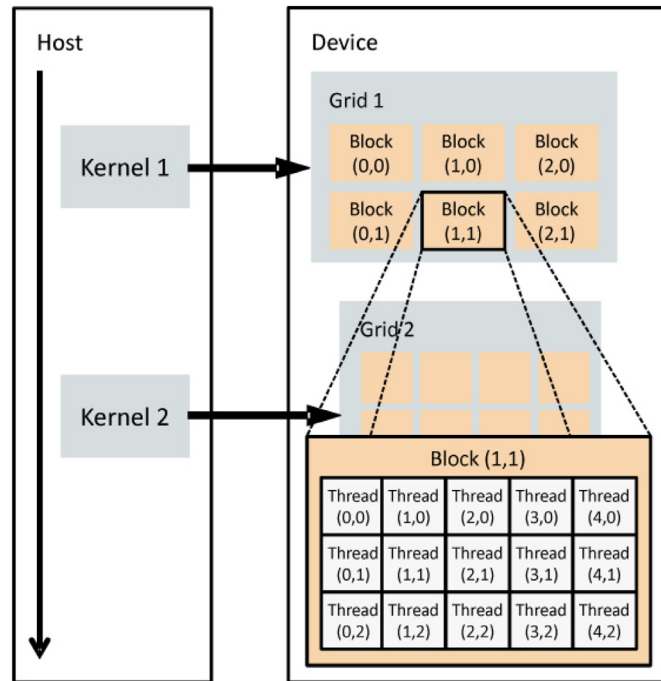 Host
Device
Grid 1
Kernel 1
Block
(0,0)
Block
(1,0)
Block
(2,0)
Block
(0,1)
Block
(1,1)
Block
(2,1)
Grid 2
Kernel 2
Block (1,1)
Thread
(0,0)
Thread
(1,0)
Thread
(2,0)
Thread
(3,0)
Thread
(4,0)
Thread
(0,1)
Thread
(1,1)
Thread
(2,1)
Thread
(3,1)
Thread
(4,1)
Thread
(0,2)
Thread
(1,2)
Thread
(2,2)
Thread
(3,2)
Thread
(4,2)